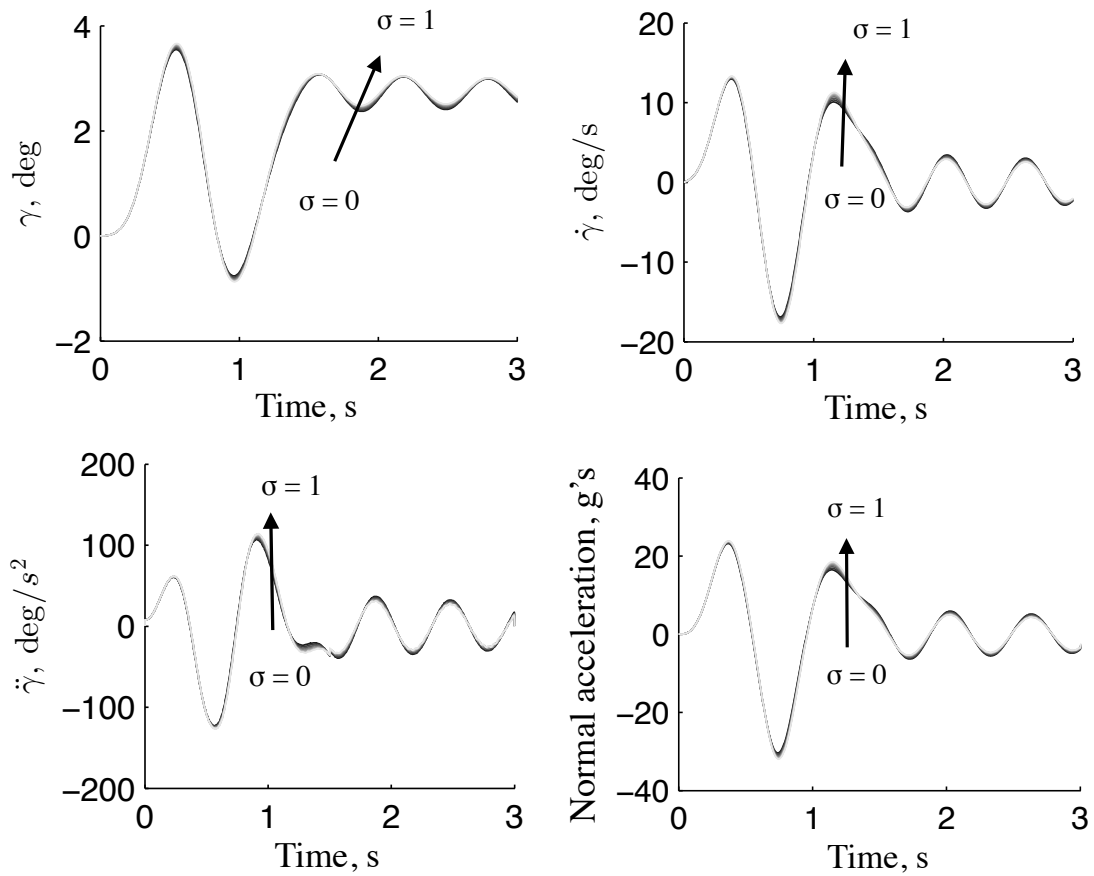 4
2
0
−2
γ, deg
σ = 1
σ = 0
0 1 2 3
Time, s
20
10
0
−10
−20
γ̇, deg/s
σ = 1
σ = 0
0 1 2 3
Time, s
200
100
0
−100
−200
γ̈, deg/s²
σ = 1
σ = 0
0 1 2 3
Time, s
40
20
0
−20
−40
Normal acceleration, g's
σ = 1
σ = 0
0 1 2 3
Time, s